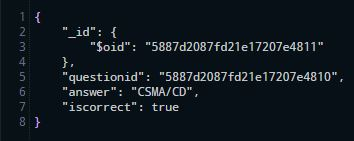 1 {
2 "_id": {
3 "$oid": "5887d2087fd21e17207e4811"
4 },
5 "questionid": "5887d2087fd21e17207e4810",
6 "answer": "CSMA/CD",
7 "iscorrect": true
8 }